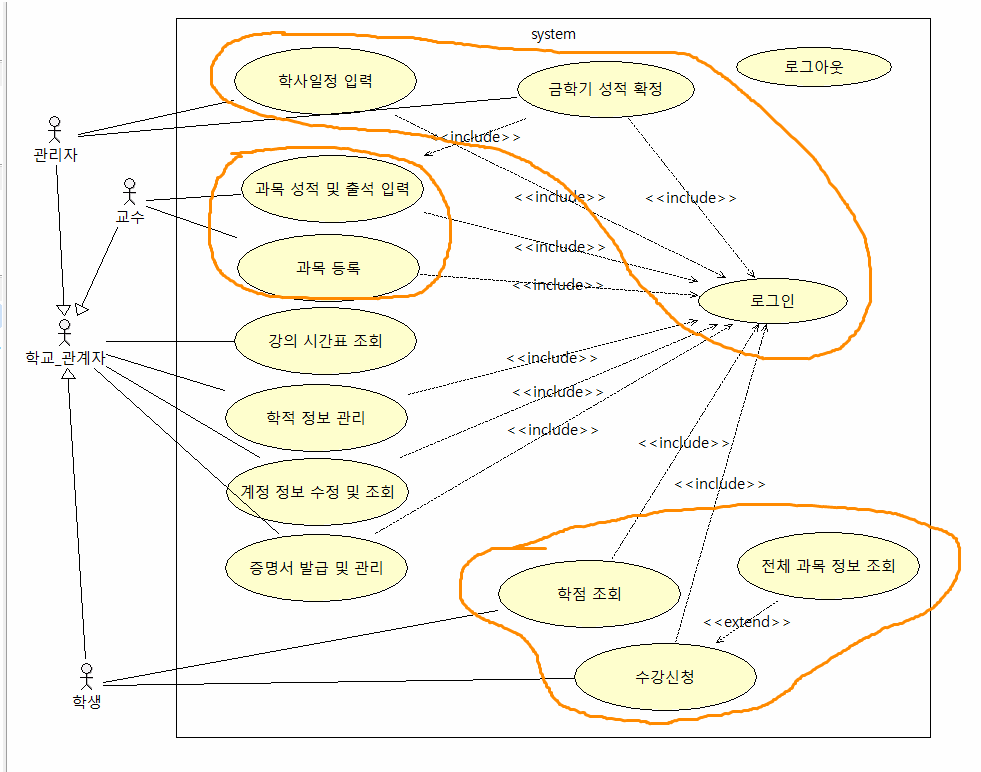 system
학사일정 입력
금학기 성적 확정
로그아웃
관리자
<<include>>
과목 성적 및 출석 입력
교수
<<include>>
<<include>>
<<include>>
과목 등록
<<include>>
로그인
강의 시간표 조회
학교_관계자
<<include>>
<<include>>
학적 정보 관리
<<include>>
<<include>>
계정 정보 수정 및 조회
<<include>>
증명서 발급 및 관리
전체 과목 정보 조회
학점 조회
<<extend>>
수강신청
학생